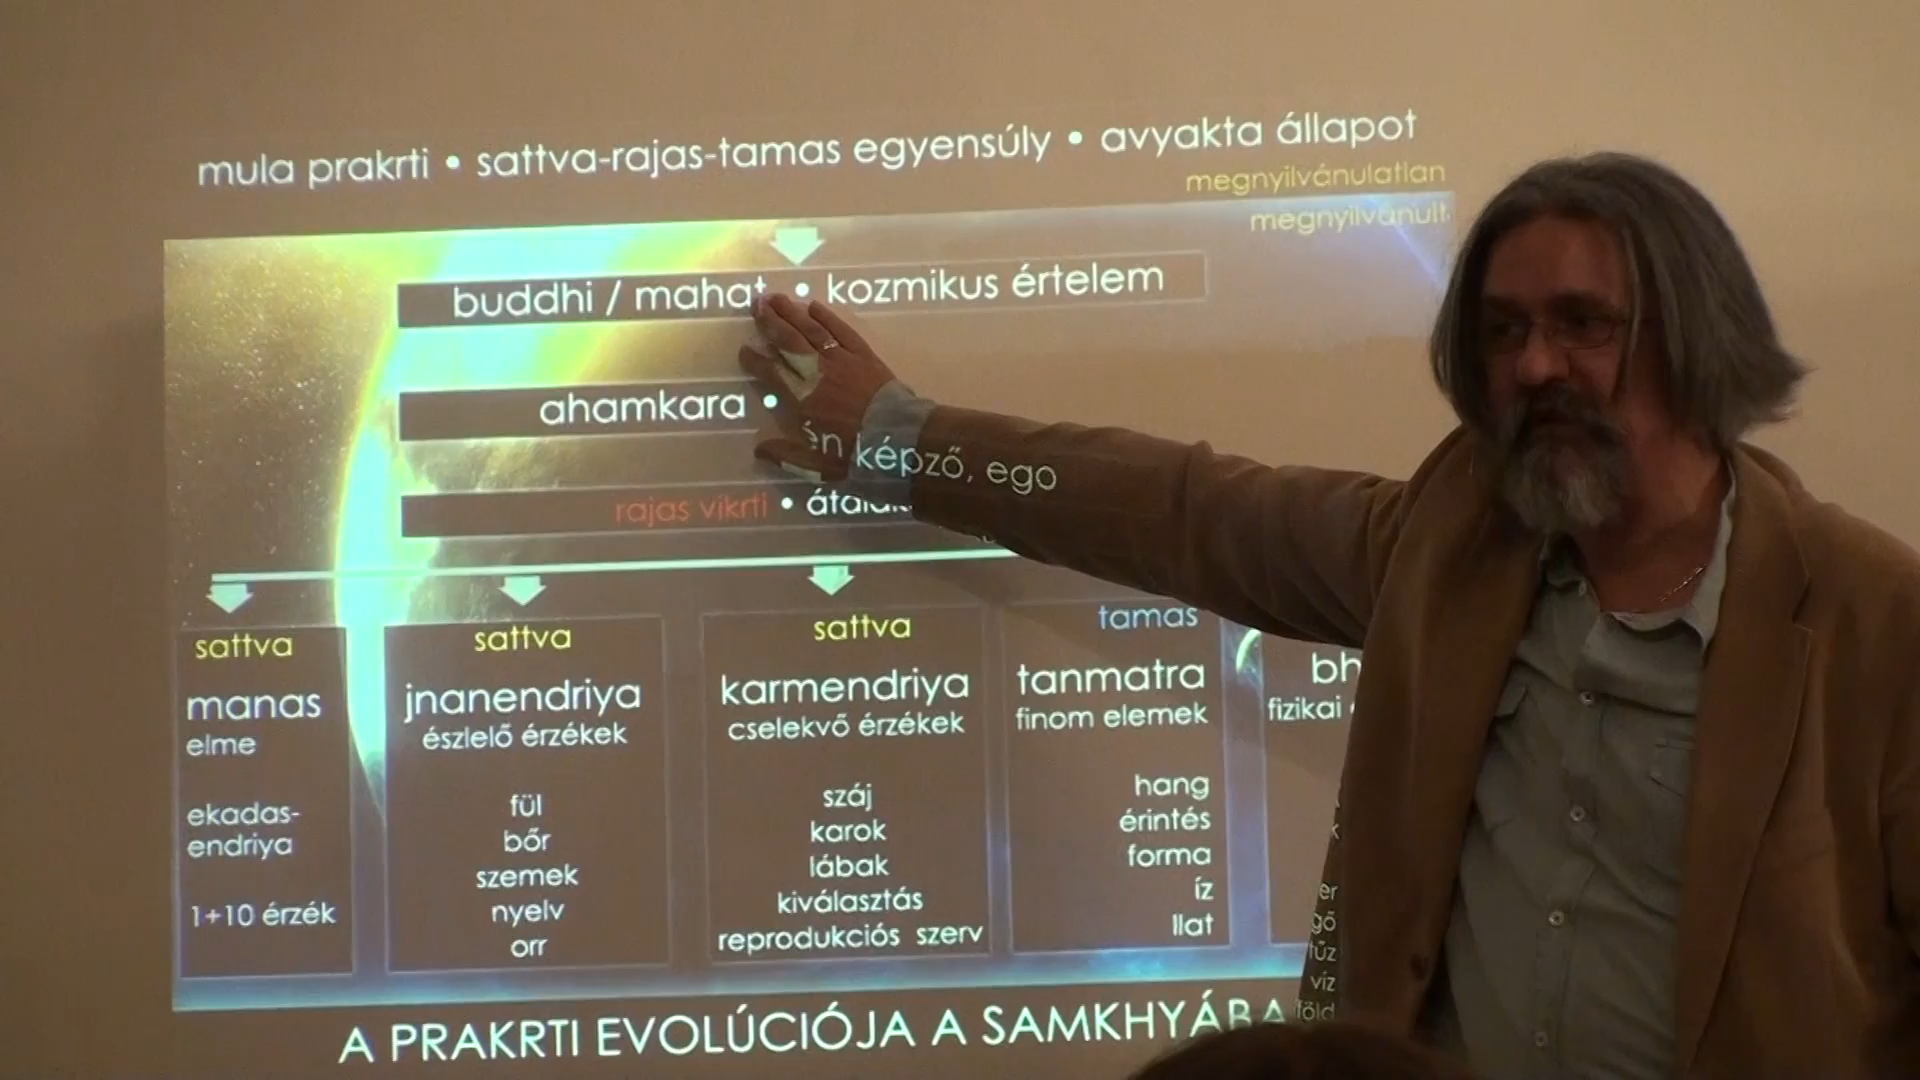 mula prakrti • sattva-rajas-tamas egyensúly • avyakta állapot
megnyilvánulatlan
megnyilvánult
buddhi / mahat • kozmikus értelem
ahamkara •
én képző, ego
rajas vikrti •
sattva
manas
elme
ekadas-
endriya
1+10 érzék
sattva
jnanendriya
észlelő érzékek
fül
bőr
szemek
nyelv
orr
sattva
karmendriya
cselekvő érzékek
száj
karok
lábak
kiválasztás
reprodukciós szerv
tamas
tanmatra
finom elemek
hang
érintés
forma
íz
llat
fizikai
tűz
víz
föld
A PRAKRTI EVOLÚCIÓJA A SAMKHYÁBA